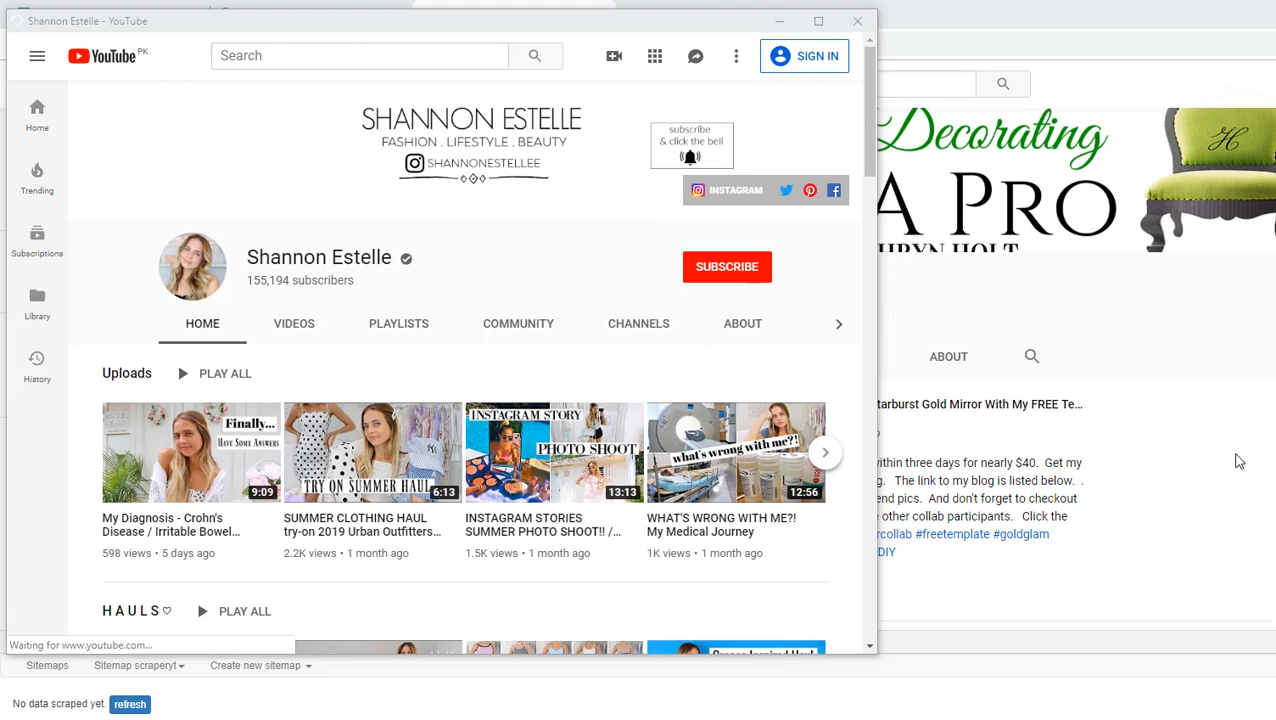 Shannon Estelle - YouTube
YouTube PK
Search
SIGN IN
Home
Trending
Subscriptions
Library
History
SHANNON ESTELLE
FASHION . LIFESTYLE . BEAUTY
SHANNONESTELLEE
subscribe
& click the bell
INSTAGRAM
Shannon Estelle
155,194 subscribers
SUBSCRIBE
HOME VIDEOS PLAYLISTS COMMUNITY CHANNELS ABOUT
Uploads PLAY ALL
Finally...
HAVE SOME ANSWERS
9:09
My Diagnosis - Crohn's
Disease / Irritable Bowel...
598 views • 5 days ago
TRY ON SUMMER HAUL
6:13
SUMMER CLOTHING HAUL
try-on 2019 Urban Outfitters...
2.2K views • 1 month ago
INSTAGRAM STORY
PHOTO SHOOT
13:13
INSTAGRAM STORIES
SUMMER PHOTO SHOOT!! /...
1.5K views • 1 month ago
what's wrong with me?!
12:56
WHAT'S WRONG WITH ME?!
My Medical Journey
1K views • 1 month ago
H A U L S ♡ PLAY ALL
Waiting for www.youtube.com...
Decorating
H
A PRO
HRYN HOLT
ABOUT
tarburst Gold Mirror With My FREE Te...
within three days for nearly $40. Get my
g. The link to my blog is listed below. .
end pics. And don't forget to checkout
other collab participants. Click the
rcollab #freetemplate #goldglam
DIY
Sitemaps Sitemap scraperyt Create new sitemap
No data scraped yet. refresh